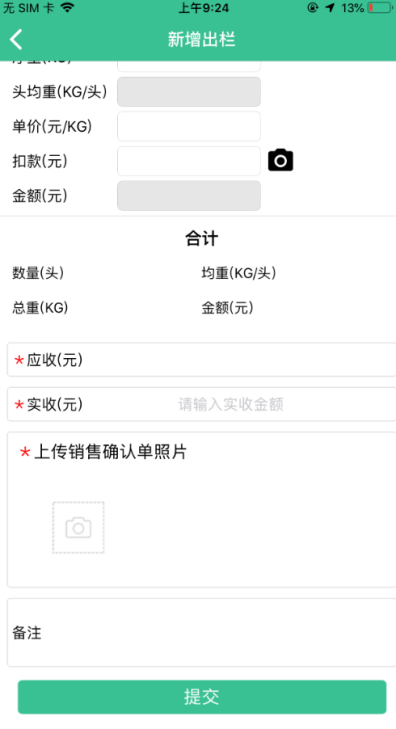 无 SIM 卡
上午9:24
13%
新增出栏
头均重(KG/头)
单价(元/KG)
扣款(元)
金额(元)
合计
数量(头)
均重(KG/头)
总重(KG)
金额(元)
*应收(元)
*实收(元)
请输入实收金额
*上传销售确认单照片
备注
提交